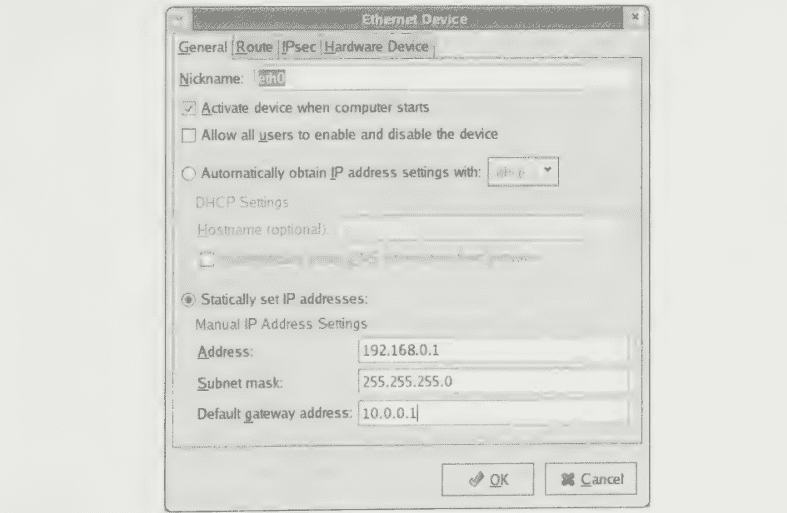 Ethernet Device
General Route IPsec Hardware Device
Nickname: eth0
Activate device when computer starts
Allow all users to enable and disable the device
Automatically obtain IP address settings with: dhcp
DHCP Settings
Hostname (optional):
Statically set IP addresses:
Manual IP Address Settings
Address: 192.168.0.1
Subnet mask: 255.255.255.0
Default gateway address: 10.0.0.1
OK Cancel